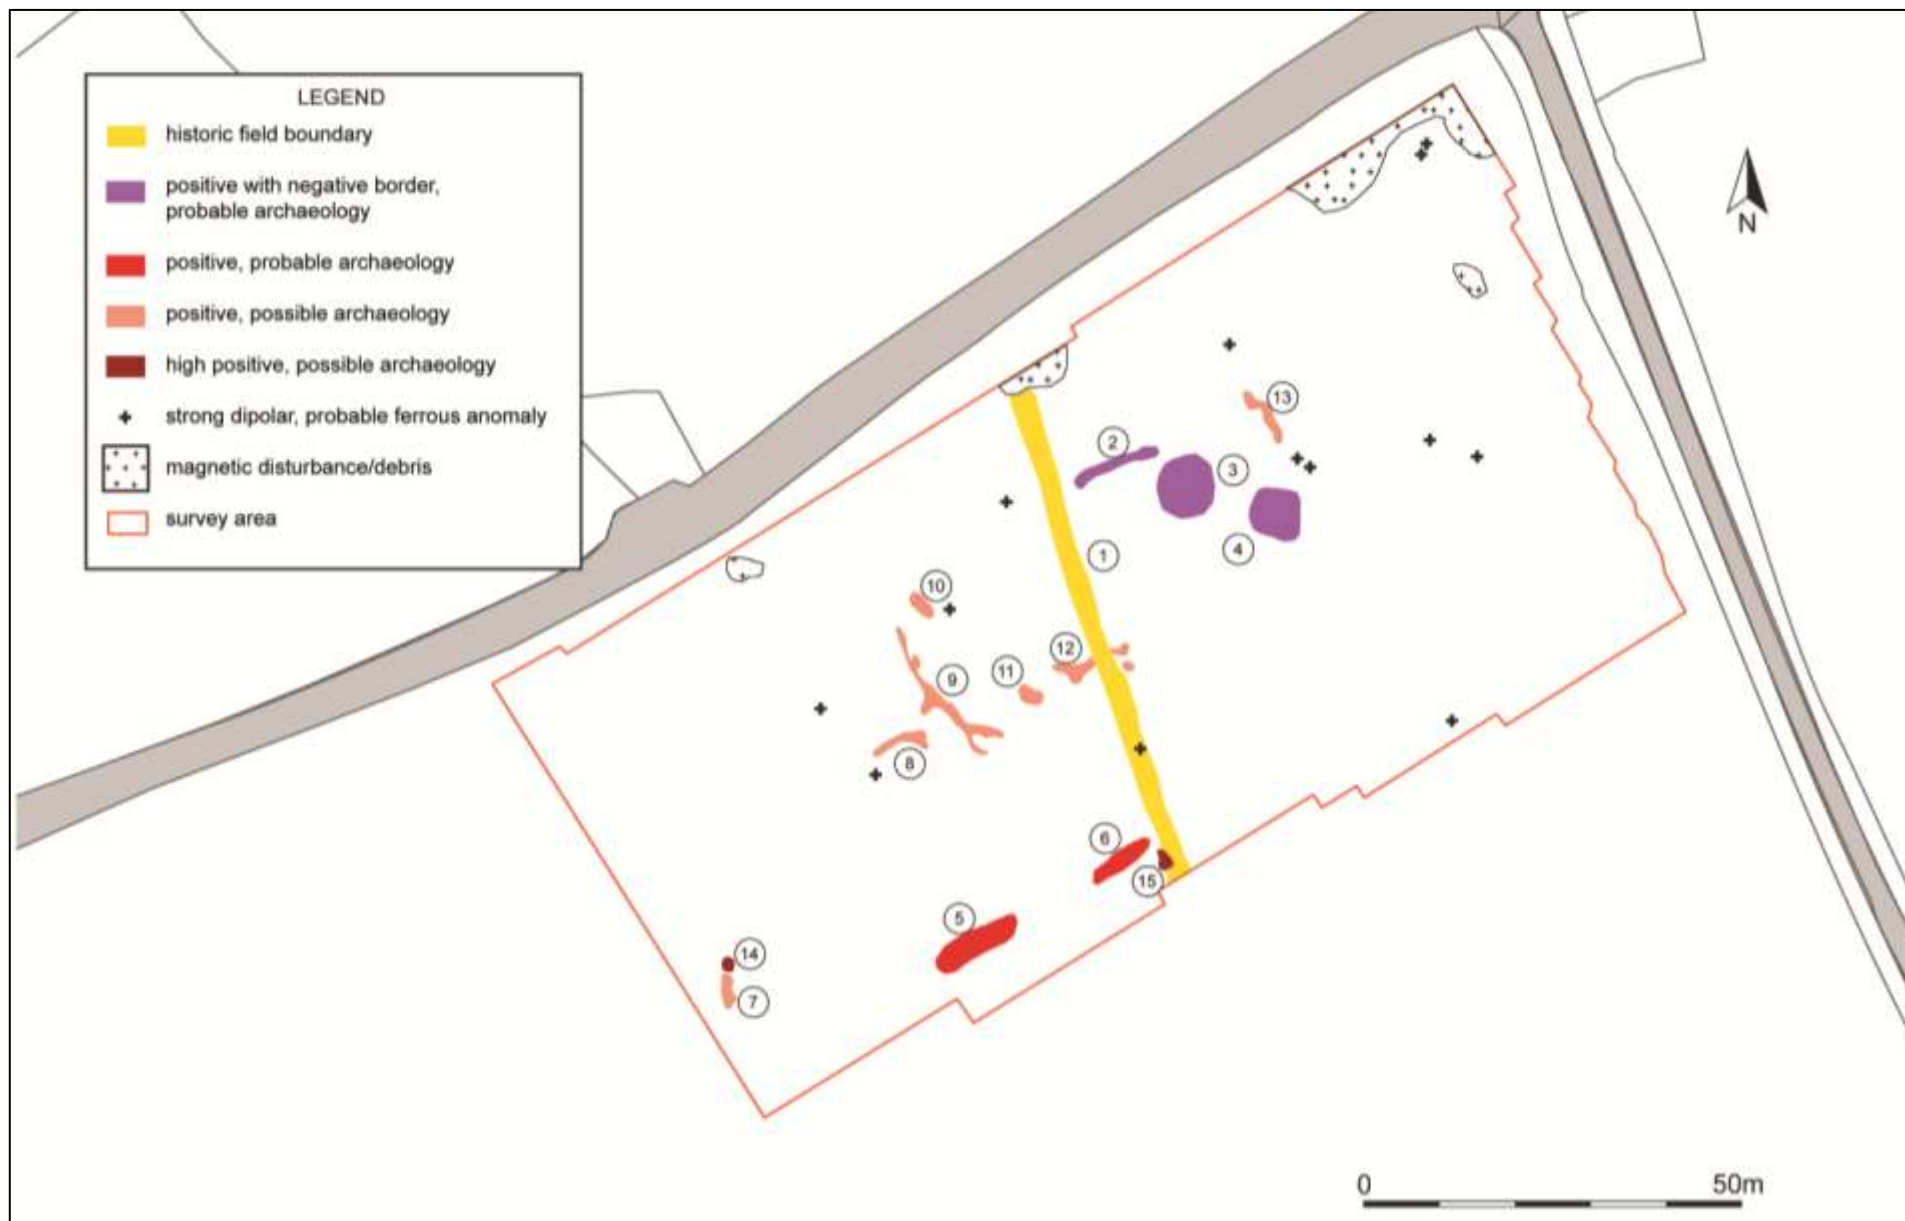 LEGEND
historic field boundary
positive with negative border,
probable archaeology
positive, probable archaeology
positive, possible archaeology
high positive, possible archaeology
strong dipolar, probable ferrous anomaly
magnetic disturbance/debris
survey area
N
13
2
3
4
1
10
12
11
9
8
6
15
5
14
7
0 50m